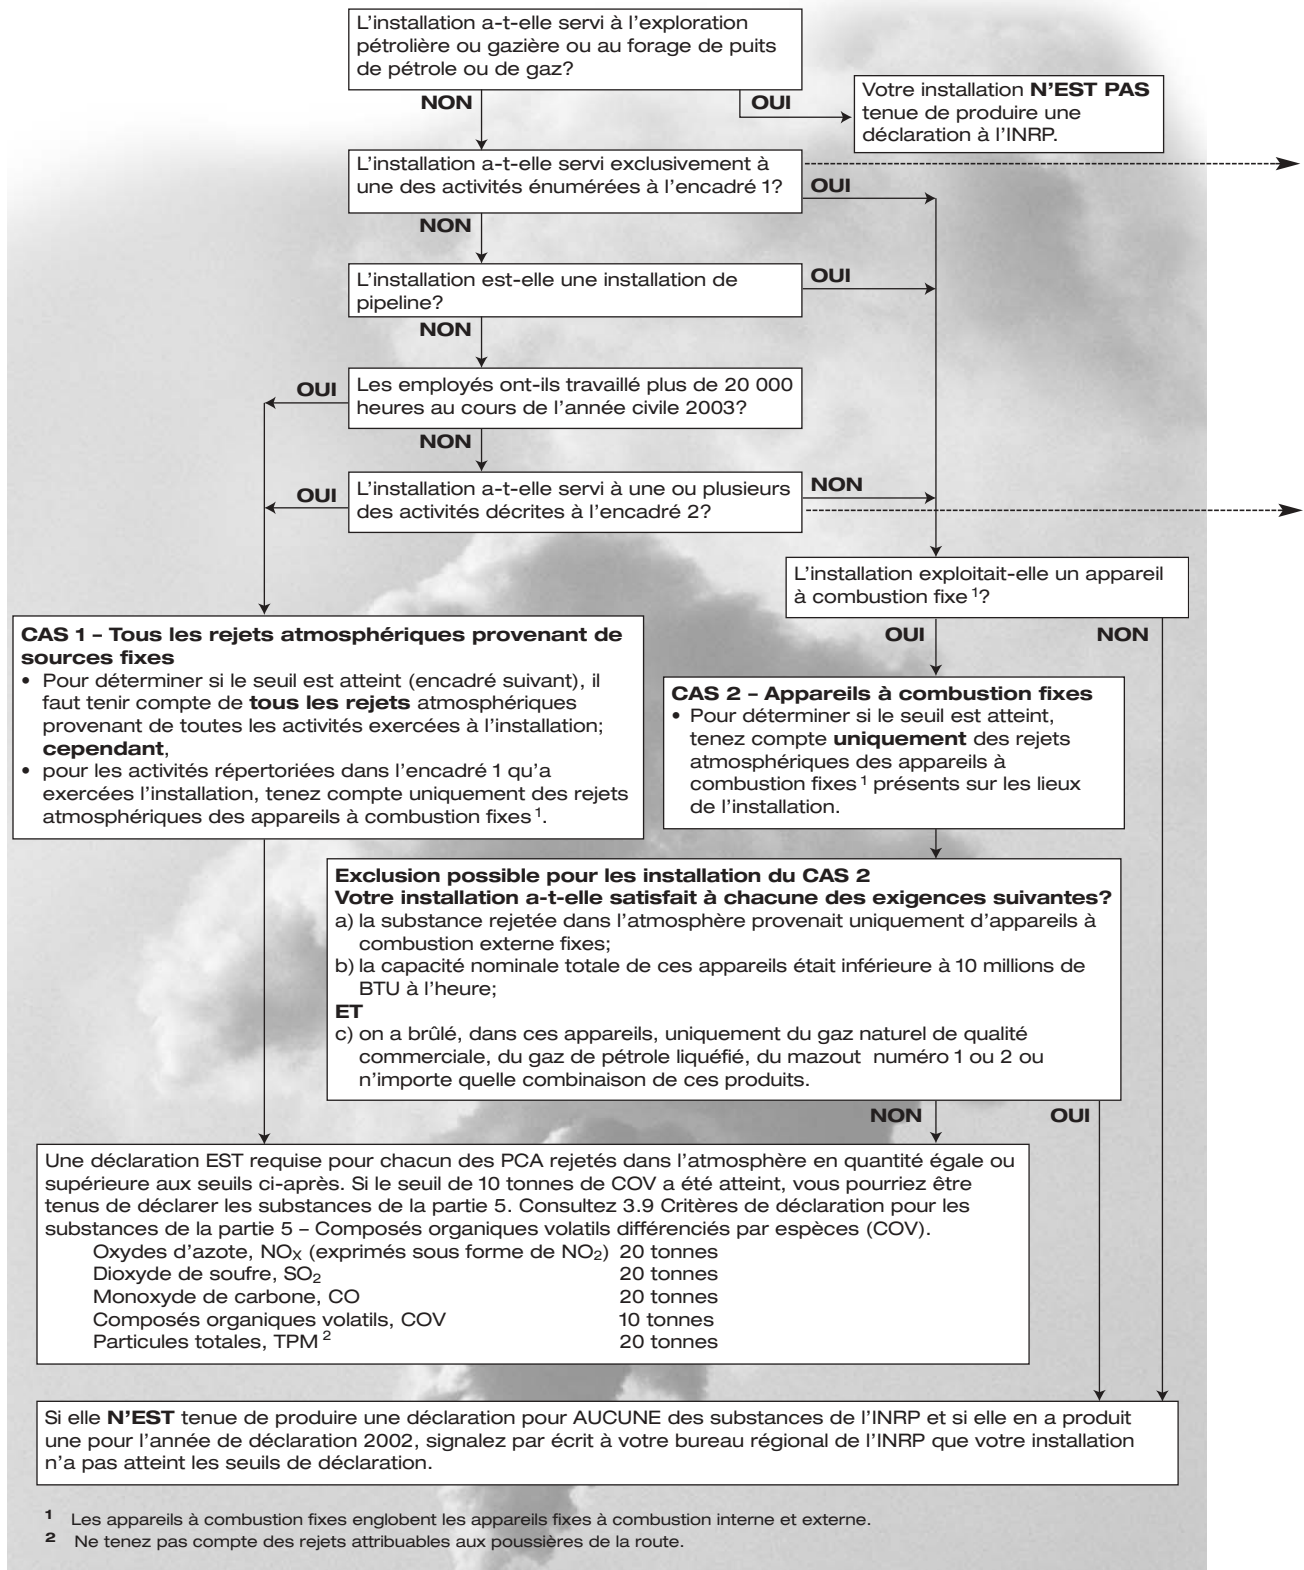 L'installation a-t-elle servi à l'exploration
pétrolière ou gazière ou au forage de puits
de pétrole ou de gaz?
NON
OUI
Votre installation N'EST PAS
tenue de produire une
déclaration à l'INRP.
L'installation a-t-elle servi exclusivement à
une des activités énumérées à l'encadré 1?
OUI
NON
L'installation est-elle une installation de
pipeline?
OUI
NON
Les employés ont-ils travaillé plus de 20 000
heures au cours de l'année civile 2003?
OUI
NON
L'installation a-t-elle servi à une ou plusieurs
des activités décrites à l'encadré 2?
OUI
NON
L'installation exploitait-elle un appareil
à combustion fixe 1?
OUI
NON
CAS 1 – Tous les rejets atmosphériques provenant de
sources fixes
• Pour déterminer si le seuil est atteint (encadré suivant), il
faut tenir compte de tous les rejets atmosphériques
provenant de toutes les activités exercées à l'installation;
cependant,
• pour les activités répertoriées dans l'encadré 1 qu'a
exercées l'installation, tenez compte uniquement des rejets
atmosphériques des appareils à combustion fixes 1.
CAS 2 – Appareils à combustion fixes
• Pour déterminer si le seuil est atteint,
tenez compte uniquement des rejets
atmosphériques des appareils à
combustion fixes 1 présents sur les lieux
de l'installation.
Exclusion possible pour les installation du CAS 2
Votre installation a-t-elle satisfait à chacune des exigences suivantes?
a) la substance rejetée dans l'atmosphère provenait uniquement d'appareils à
combustion externe fixes;
b) la capacité nominale totale de ces appareils était inférieure à 10 millions de
BTU à l'heure;
ET
c) on a brûlé, dans ces appareils, uniquement du gaz naturel de qualité
commerciale, du gaz de pétrole liquéfié, du mazout numéro 1 ou 2 ou
n'importe quelle combinaison de ces produits.
NON
OUI
Une déclaration EST requise pour chacun des PCA rejetés dans l'atmosphère en quantité égale ou
supérieure aux seuils ci-après. Si le seuil de 10 tonnes de COV a été atteint, vous pourriez être
tenus de déclarer les substances de la partie 5. Consultez 3.9 Critères de déclaration pour les
substances de la partie 5 – Composés organiques volatils différenciés par espèces (COV).
Oxydes d'azote, NOX (exprimés sous forme de NO2) 20 tonnes
Dioxyde de soufre, SO2 20 tonnes
Monoxyde de carbone, CO 20 tonnes
Composés organiques volatils, COV 10 tonnes
Particules totales, TPM 2 20 tonnes
Si elle N'EST tenue de produire une déclaration pour AUCUNE des substances de l'INRP et si elle en a produit
une pour l'année de déclaration 2002, signalez par écrit à votre bureau régional de l'INRP que votre installation
n'a pas atteint les seuils de déclaration.
1 Les appareils à combustion fixes englobent les appareils fixes à combustion interne et externe.
2 Ne tenez pas compte des rejets attribuables aux poussières de la route.